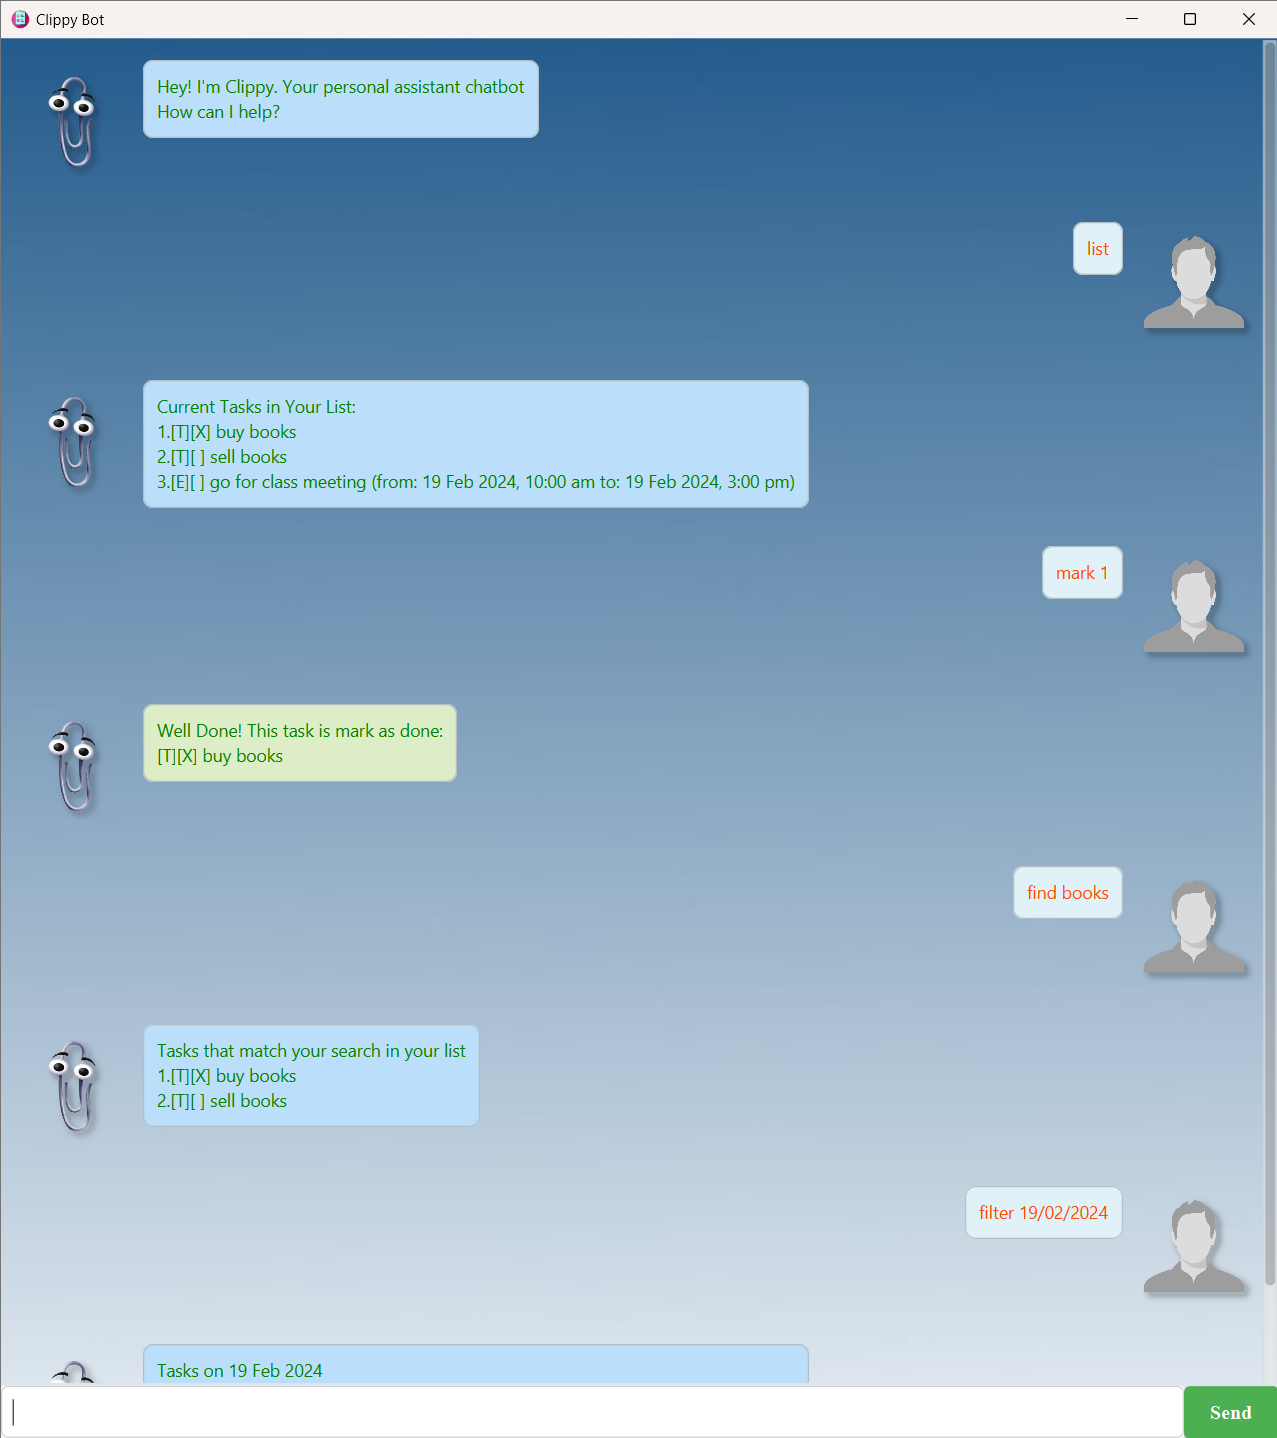 Clippy Bot
Hey! I'm Clippy. Your personal assistant chatbot
How can I help?
list
Current Tasks in Your List:
1.[T][X] buy books
2.[T][ ] sell books
3.[E][ ] go for class meeting (from: 19 Feb 2024, 10:00 am to: 19 Feb 2024, 3:00 pm)
mark 1
Well Done! This task is mark as done:
[T][X] buy books
find books
Tasks that match your search in your list
1.[T][X] buy books
2.[T][ ] sell books
filter 19/02/2024
Tasks on 19 Feb 2024
Send